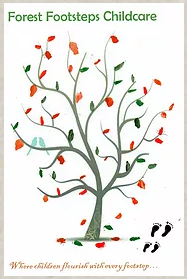 Forest Footsteps Childcare
Where children flourish with every footstep...